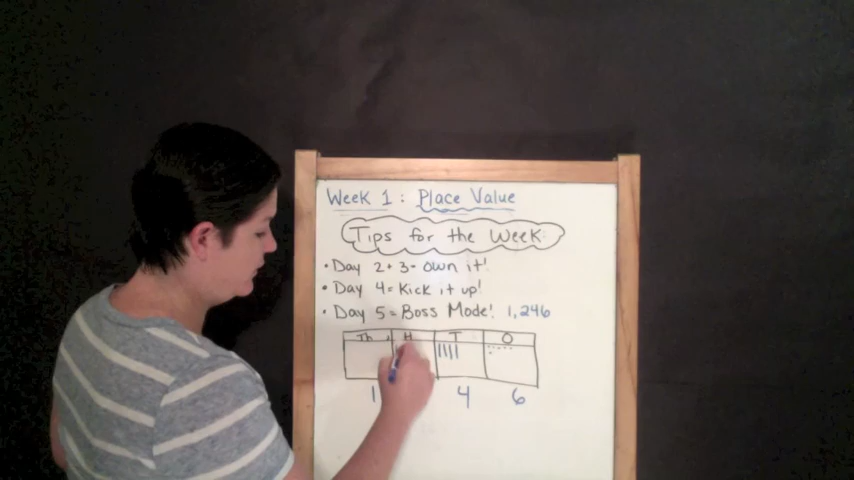 Week 1: Place Value
Tips for the Week:
• Day 2+3- own it!
• Day 4= Kick it up!
• Day 5= Boss Mode! 1,246
Th , H T O
1 4 6